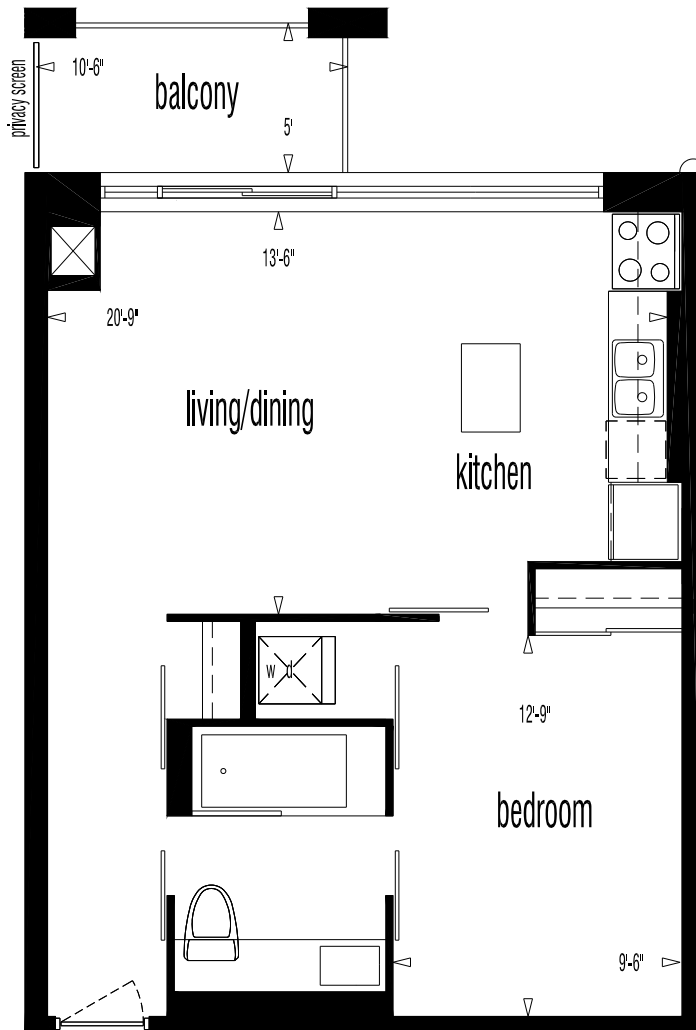 privacy screen
10'-6"
balcony
5'
13'-6"
20'-9"
living/dining
kitchen
w d
12'-9"
bedroom
9'-6"